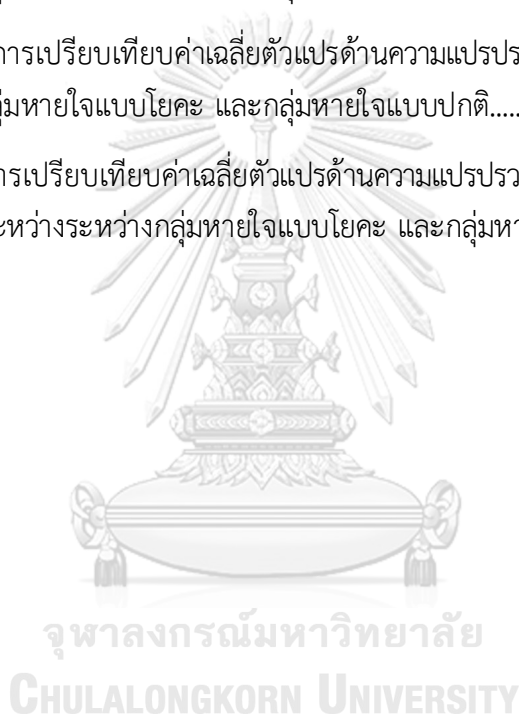 การเปรียบเทียบค่าเฉลี่ยตัวแปรด้านความแปรปร
กลุ่มหายใจแบบโยคะ และกลุ่มหายใจแบบปกติ.....
การเปรียบเทียบค่าเฉลี่ยตัวแปรด้านความแปรปรว
ระหว่างระหว่างกลุ่มหายใจแบบโยคะ และกลุ่มหา
จุฬาลงกรณ์มหาวิทยาลัย
CHULALONGKORN UNIVERSITY